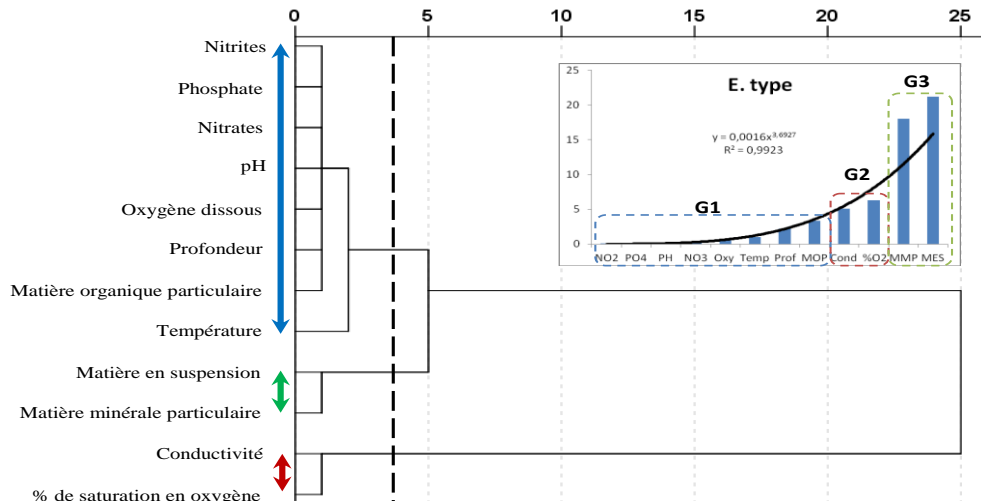 0 5 10 15 20 25
Nitrites
Phosphate
Nitrates
pH
Oxygène dissous
Profondeur
Matière organique particulaire
Température
Matière en suspension
Matière minérale particulaire
Conductivité
% de saturation en oxygène
E. type
G3
25
20
15
10
5
0
y = 0,0016x^3,6927
R² = 0,9923
G2
G1
NO2 PO4 PH NO3 Oxy Temp Prof MOP Cond %O2 MMP MES